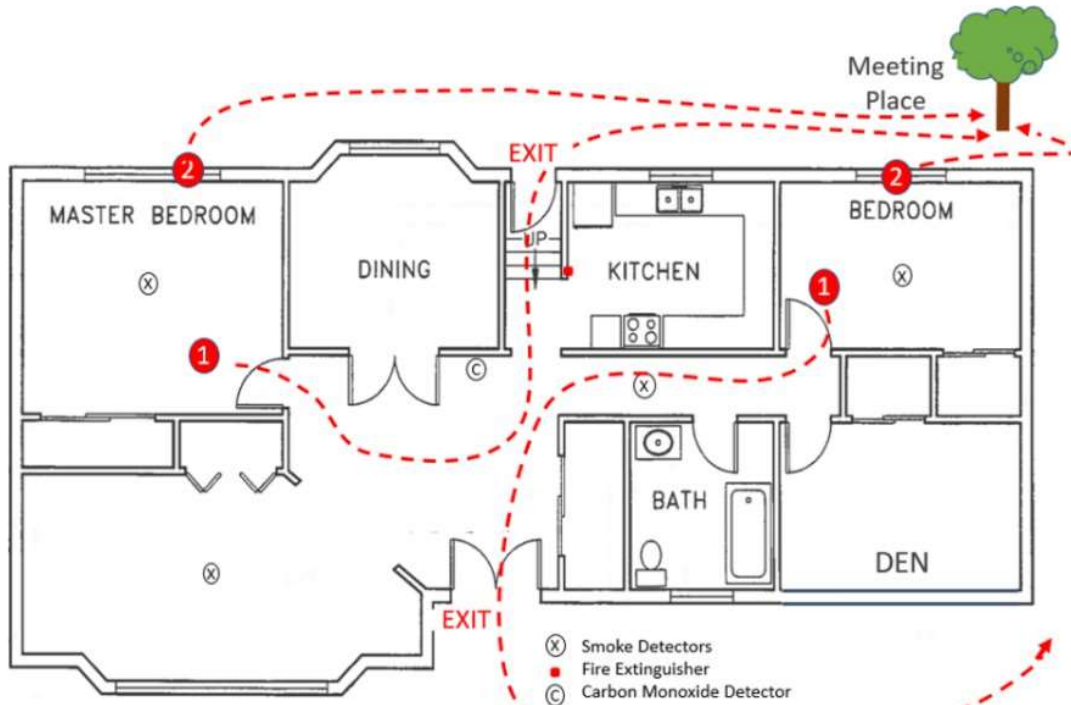 Meeting
Place
EXIT
2
2
MASTER BEDROOM
BEDROOM
UP
DINING
KITCHEN
X
X
1
1
C
X
BATH
DEN
X
EXIT
X Smoke Detectors
Fire Extinguisher
C Carbon Monoxide Detector